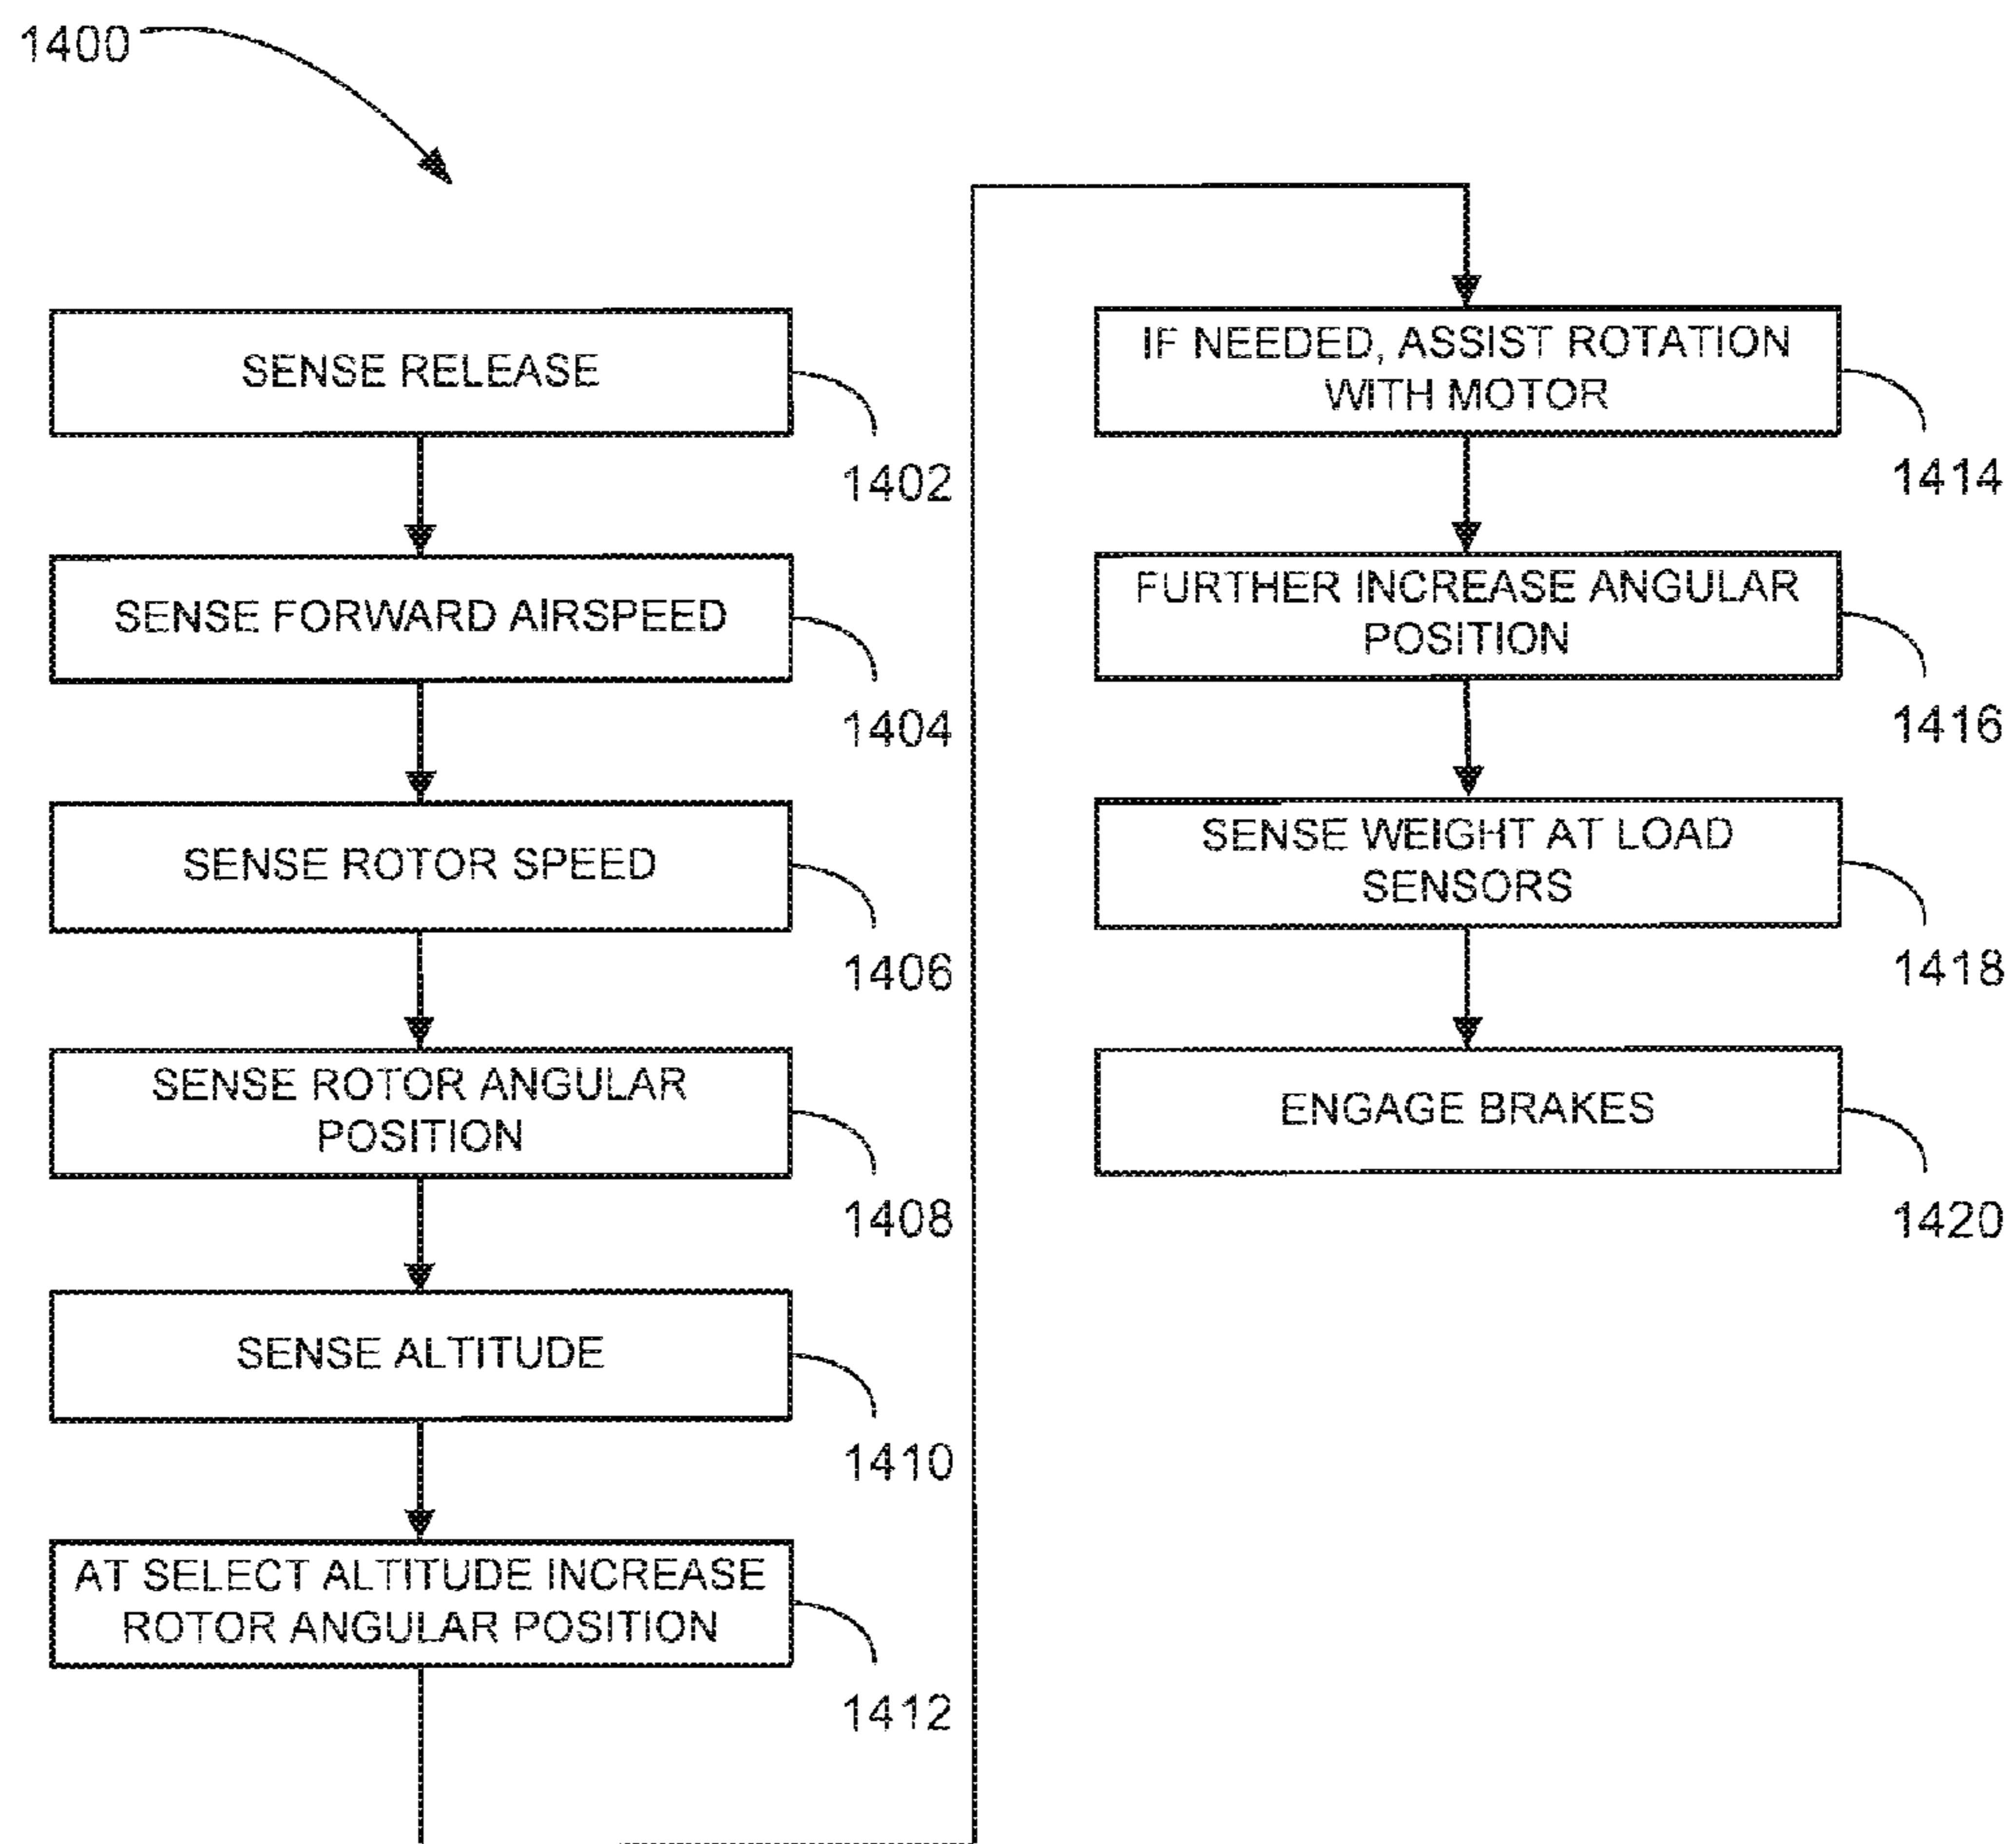 1400
SENSE RELEASE
1402
SENSE FORWARD AIRSPEED
1404
SENSE ROTOR SPEED
1406
SENSE ROTOR ANGULAR
POSITION
1408
SENSE ALTITUDE
1410
AT SELECT ALTITUDE INCREASE
ROTOR ANGULAR POSITION
1412
IF NEEDED, ASSIST ROTATION
WITH MOTOR
1414
FURTHER INCREASE ANGULAR
POSITION
1416
SENSE WEIGHT AT LOAD
SENSORS
1418
ENGAGE BRAKES
1420